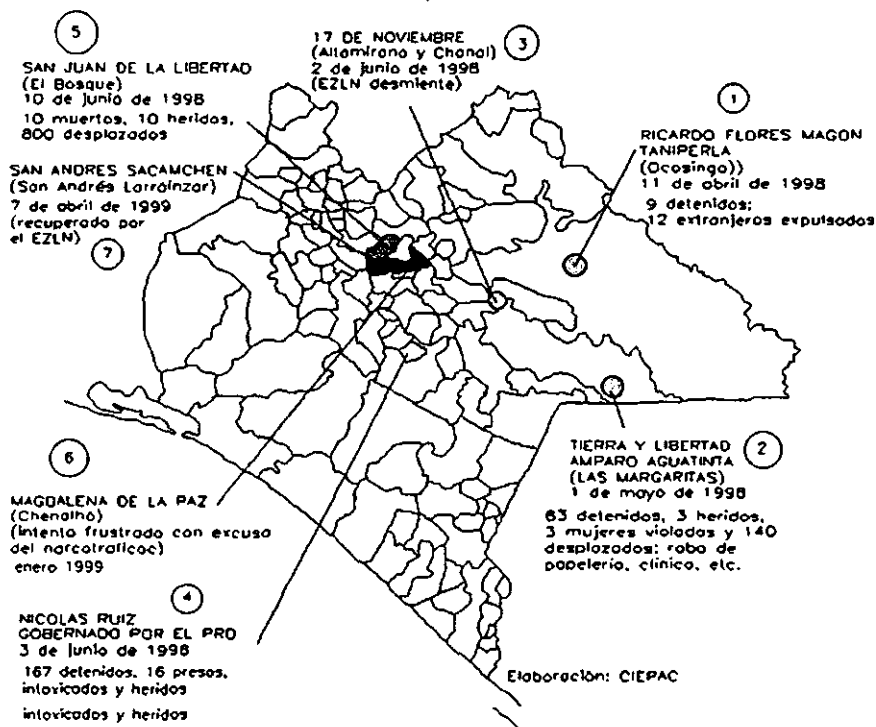 5
SAN JUAN DE LA LIBERTAD
(El Bosque)
10 de junio de 1998
10 muertos, 10 heridos,
800 desplazados
17 DE NOVIEMBRE
(Altamirano y Chanal)
2 de junio de 1998
(EZLN desmiente)
3
1
RICARDO FLORES MAGON
TANIPERLA
(Ocosingo))
11 de abril de 1998
9 detenidos;
12 extranjeros expulsados
SAN ANDRES SACAMCHEN
(San Andrés Larráinzar)
7 de abril de 1999
(recuperado por
el EZLN)
7
6
MAGDALENA DE LA PAZ
(Chenalhó)
(intento frustrado con excusa
del narcotraficoc)
enero 1999
TIERRA Y LIBERTAD
AMPARO AGUATINTA
(LAS MARGARITAS)
1 de mayo de 1998
2
63 detenidos, 3 heridos,
3 mujeres violadas y 140
desplazados; robo de
papelería, clínica, etc.
4
NICOLAS RUIZ
GOBERNADO POR EL PRD
3 de junio de 1998
167 detenidos, 16 presos,
intoxicados y heridos
intoxicados y heridos
Elaboración: CIEPAC